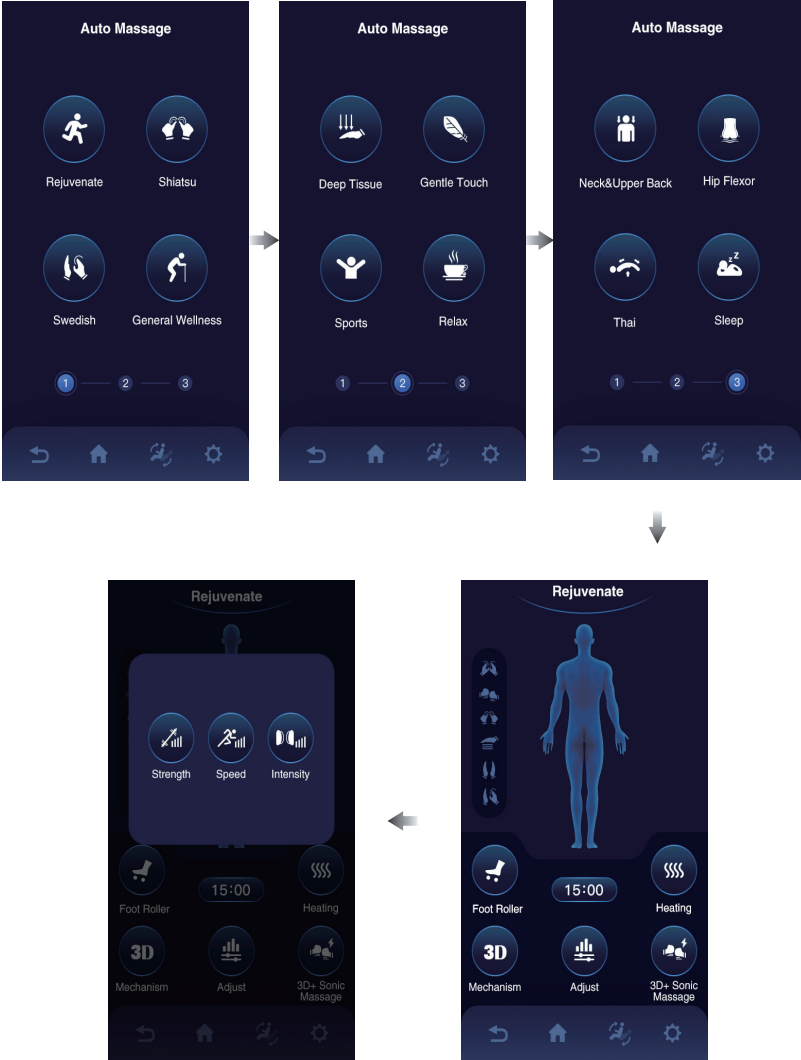 Auto Massage
Rejuvenate
Shiatsu
Swedish
General Wellness
1
2
3
Auto Massage
Deep Tissue
Gentle Touch
Sports
Relax
1
2
3
Auto Massage
Neck&Upper Back
Hip Flexor
Thai
Sleep
z z
1
2
3
Rejuvenate
Foot Roller
15:00
Heating
3D
Mechanism
Adjust
3D+ Sonic
Massage
Rejuvenate
Strength
Speed
Intensity
Foot Roller
15:00
Heating
3D
Mechanism
Adjust
3D+ Sonic
Massage